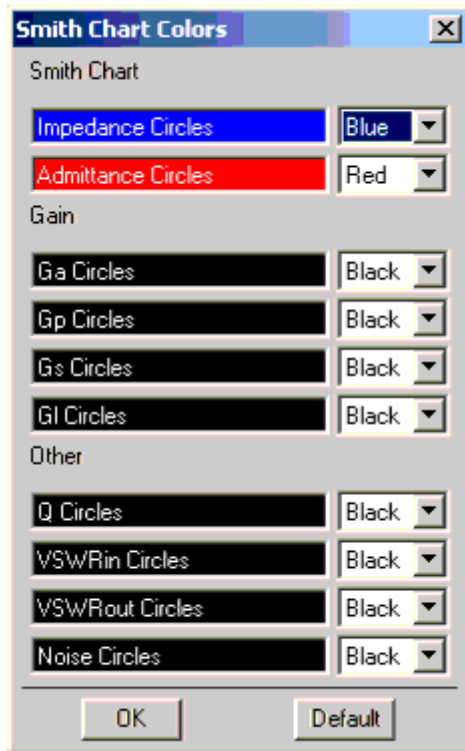 Smith Chart Colors
Smith Chart
Impedance Circles Blue
Admittance Circles Red
Gain
Ga Circles Black
Gp Circles Black
Gs Circles Black
Gl Circles Black
Other
Q Circles Black
VSWRin Circles Black
VSWRout Circles Black
Noise Circles Black
OK Default